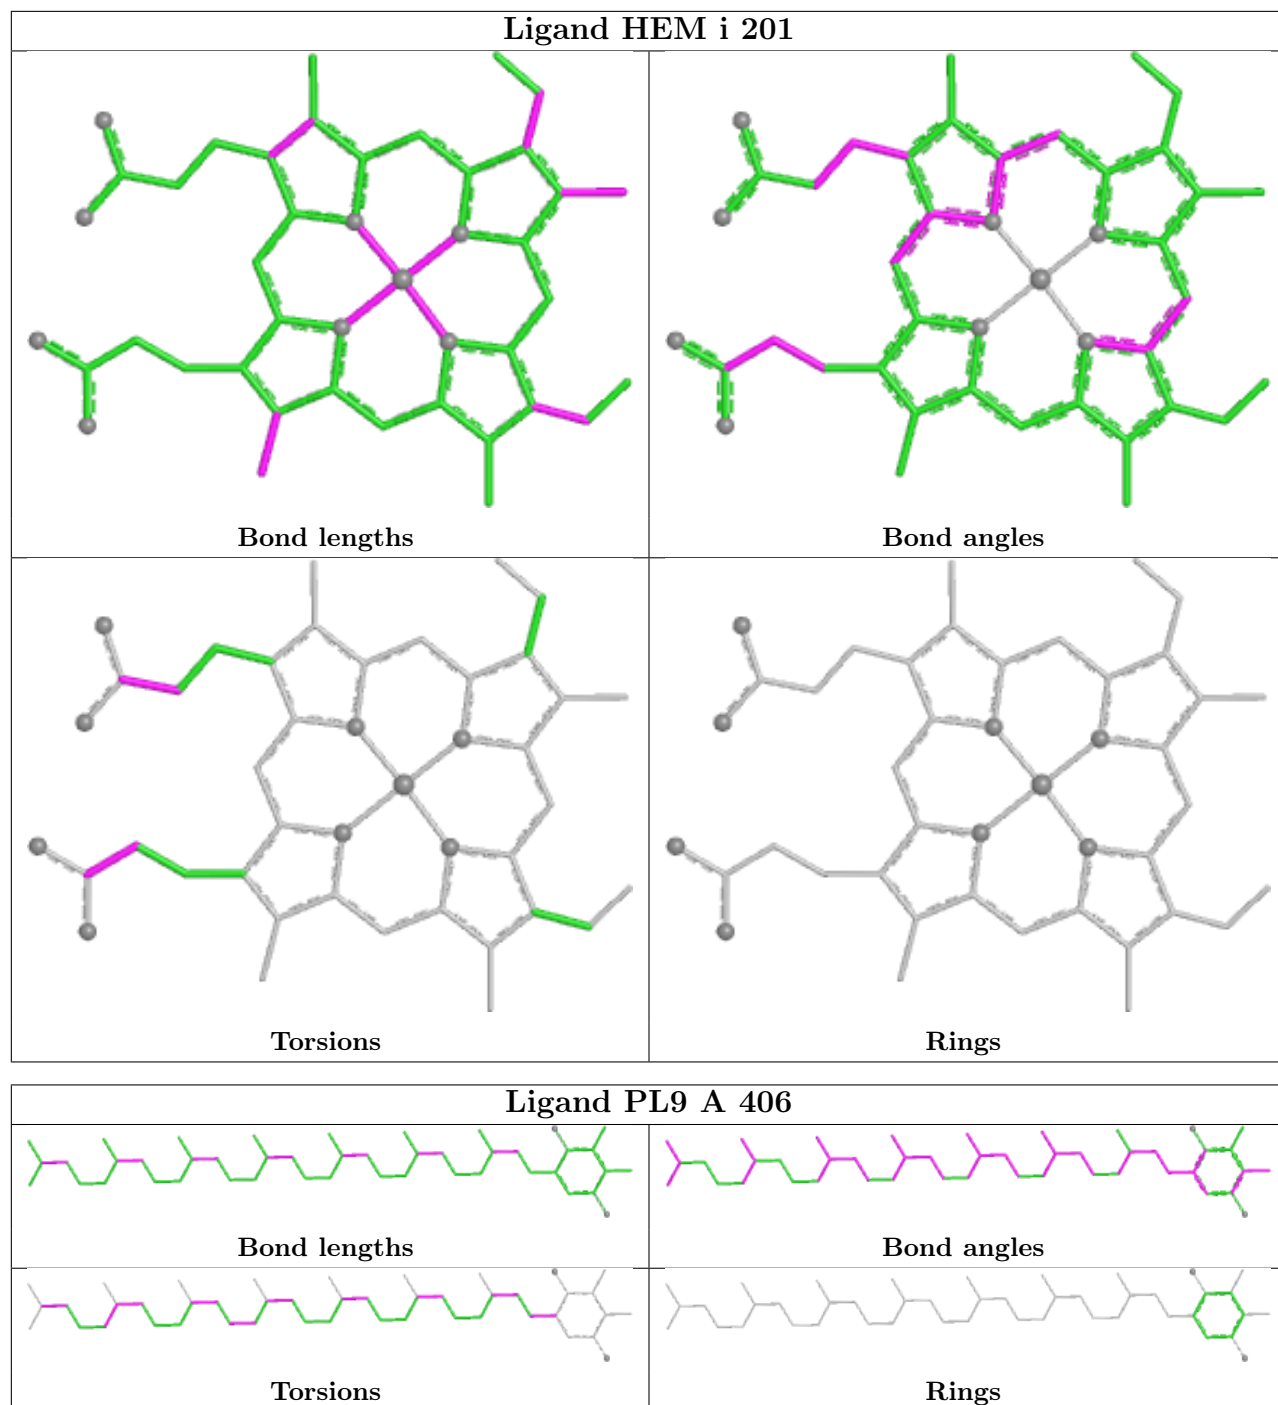 Ligand HEM i 201
Bond lengths
Bond angles
Torsions
Rings
Ligand PL9 A 406
Bond lengths
Bond angles
Torsions
Rings